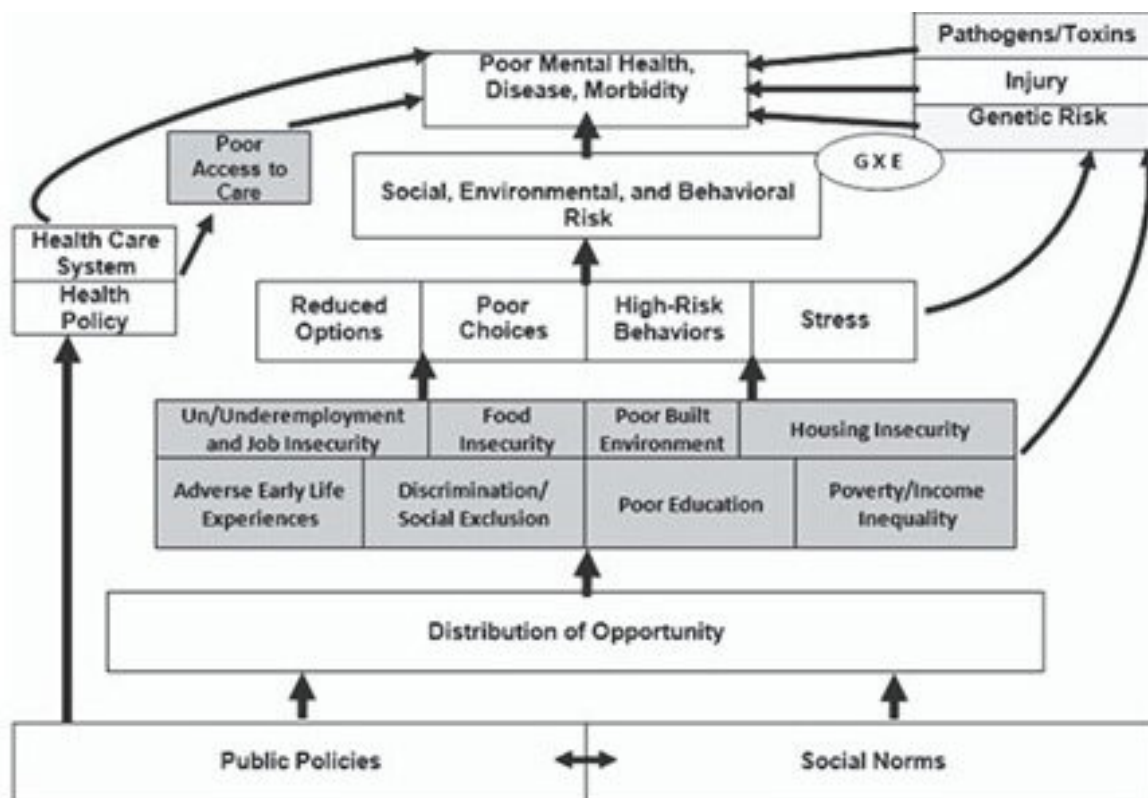 Pathogens/Toxins
Poor Mental Health,
Disease, Morbidity
Injury
Genetic Risk
Poor
Access to
Care
G X E
Social, Environmental, and Behavioral
Risk
Health Care
System
Health
Policy
Reduced
Options
Poor
Choices
High-Risk
Behaviors
Stress
Un/Underemployment
and Job Insecurity
Food
Insecurity
Poor Built
Environment
Housing Insecurity
Adverse Early Life
Experiences
Discrimination/
Social Exclusion
Poor Education
Poverty/Income
Inequality
Distribution of Opportunity
Public Policies
Social Norms